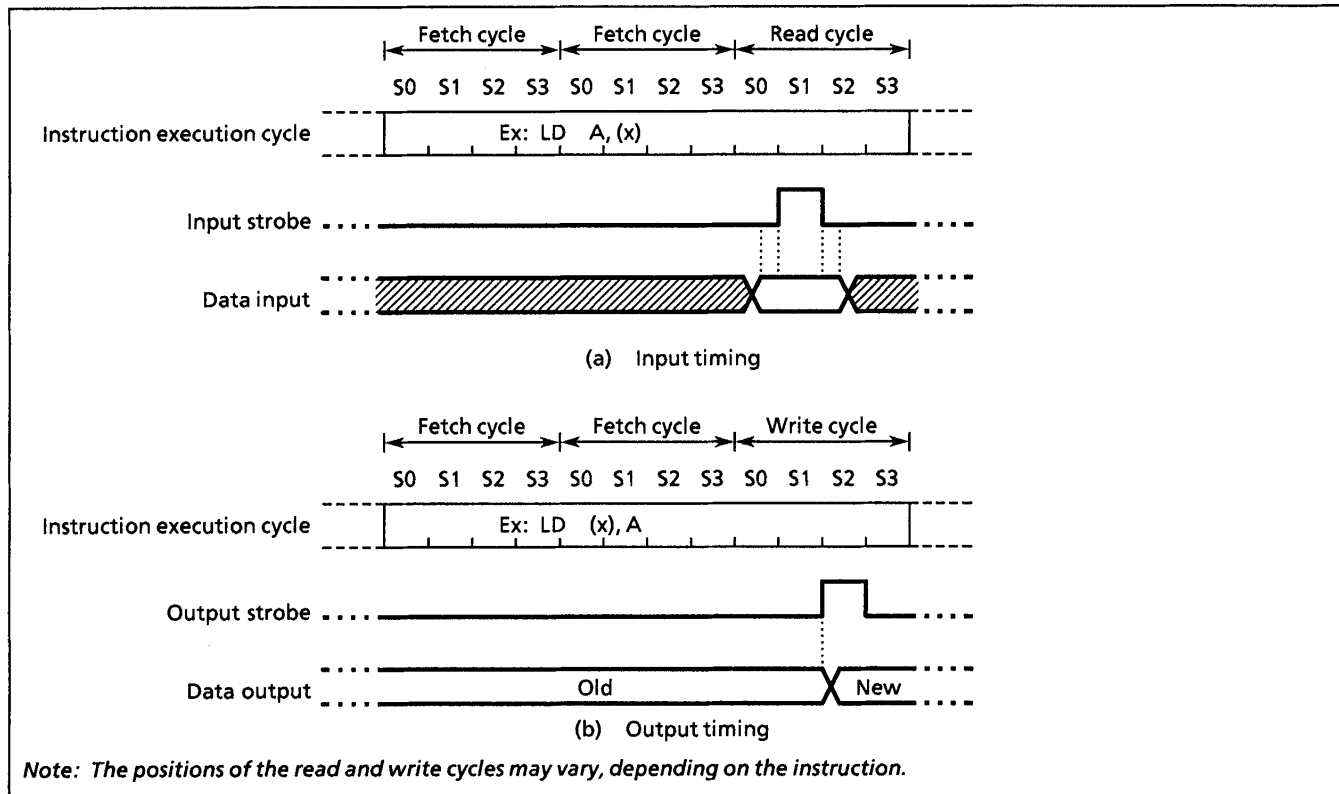 Fetch cycle Fetch cycle Read cycle
S0 S1 S2 S3 S0 S1 S2 S3 S0 S1 S2 S3
Instruction execution cycle Ex: LD A, (x)
Input strobe
Data input
(a) Input timing
Fetch cycle Fetch cycle Write cycle
S0 S1 S2 S3 S0 S1 S2 S3 S0 S1 S2 S3
Instruction execution cycle Ex: LD (x), A
Output strobe
Data output Old New
(b) Output timing
Note: The positions of the read and write cycles may vary, depending on the instruction.